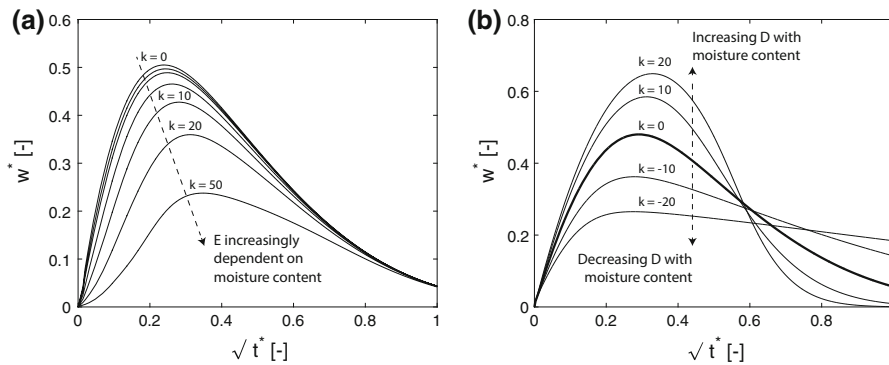 (a)
0.6
0.5
0.4
0.3
0.2
0.1
0
w* [-]
k = 0
k = 10
k = 20
k = 50
E increasingly
dependent on
moisture content
0
0.2
0.4
0.6
0.8
1
√ t* [-]
(b)
0.8
0.6
0.4
0.2
0
w* [-]
Increasing D with
moisture content
k = 20
k = 10
k = 0
k = -10
k = -20
Decreasing D with
moisture content
0
0.2
0.4
0.6
0.8
√ t* [-]